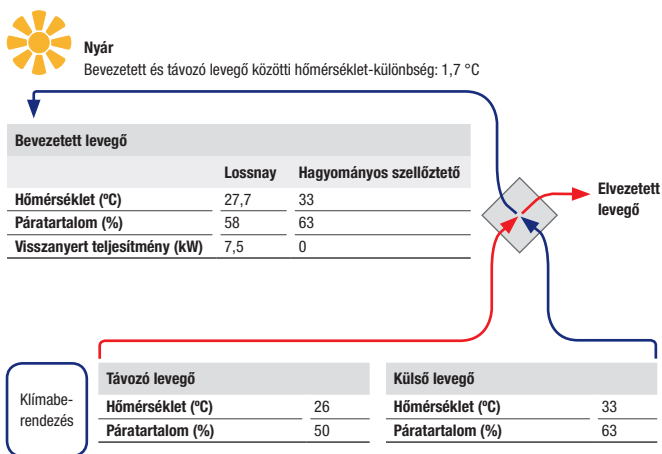 Nyár
Bevezetett és távozó levegő közötti hőmérséklet-különbség: 1,7 °C
Bevezetett levegő
Lossnay Hagyományos szellőztető
Hőmérséklet (ºC) 27,7 33
Páratartalom (%) 58 63
Visszanyert teljesítmény (kW) 7,5 0
Elvezetett
levegő
Klímabe-
rendezés
Távozó levegő
Hőmérséklet (ºC) 26
Páratartalom (%) 50
Külső levegő
Hőmérséklet (ºC) 33
Páratartalom (%) 63